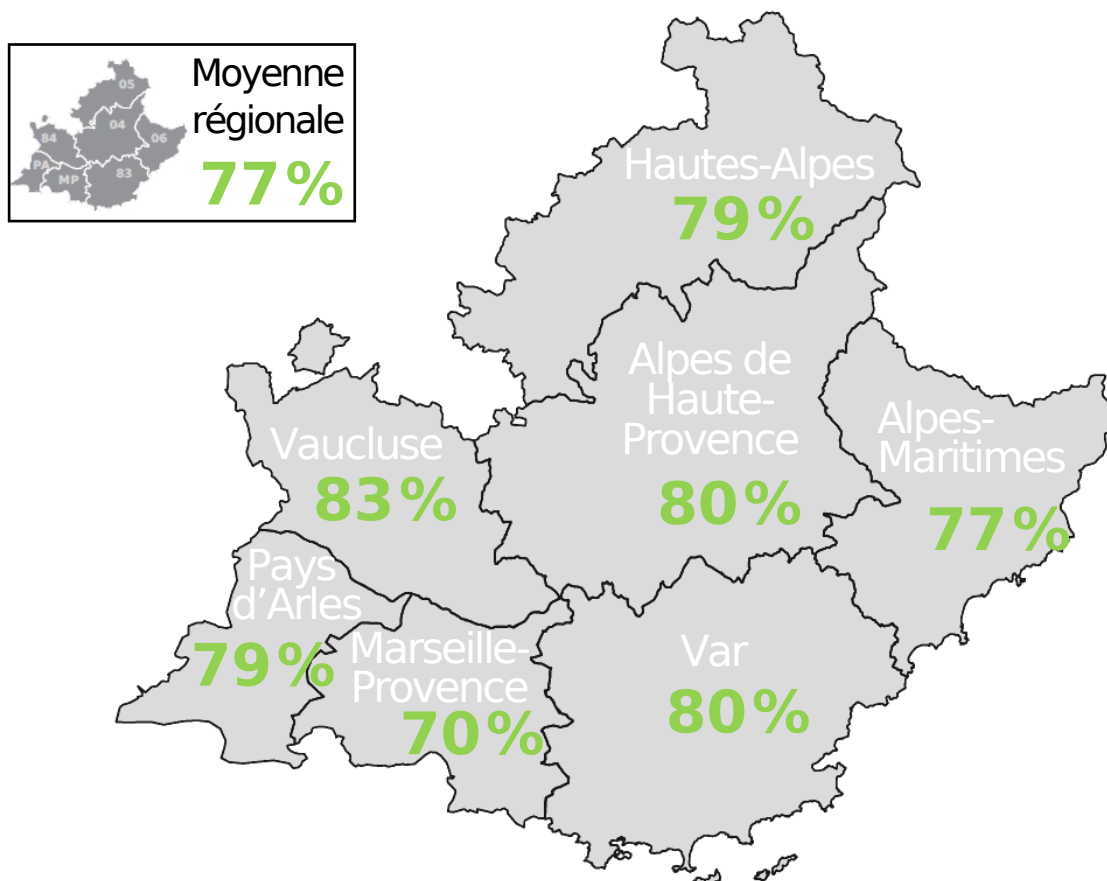 Moyenne
régionale
77%
05
04
06
84
PA
MP
83
Hautes-Alpes
79%
Alpes de
Haute-
Provence
80%
Alpes-
Maritimes
77%
Vaucluse
83%
Pays
d’Arles
79%
Marseille-
Provence
70%
Var
80%